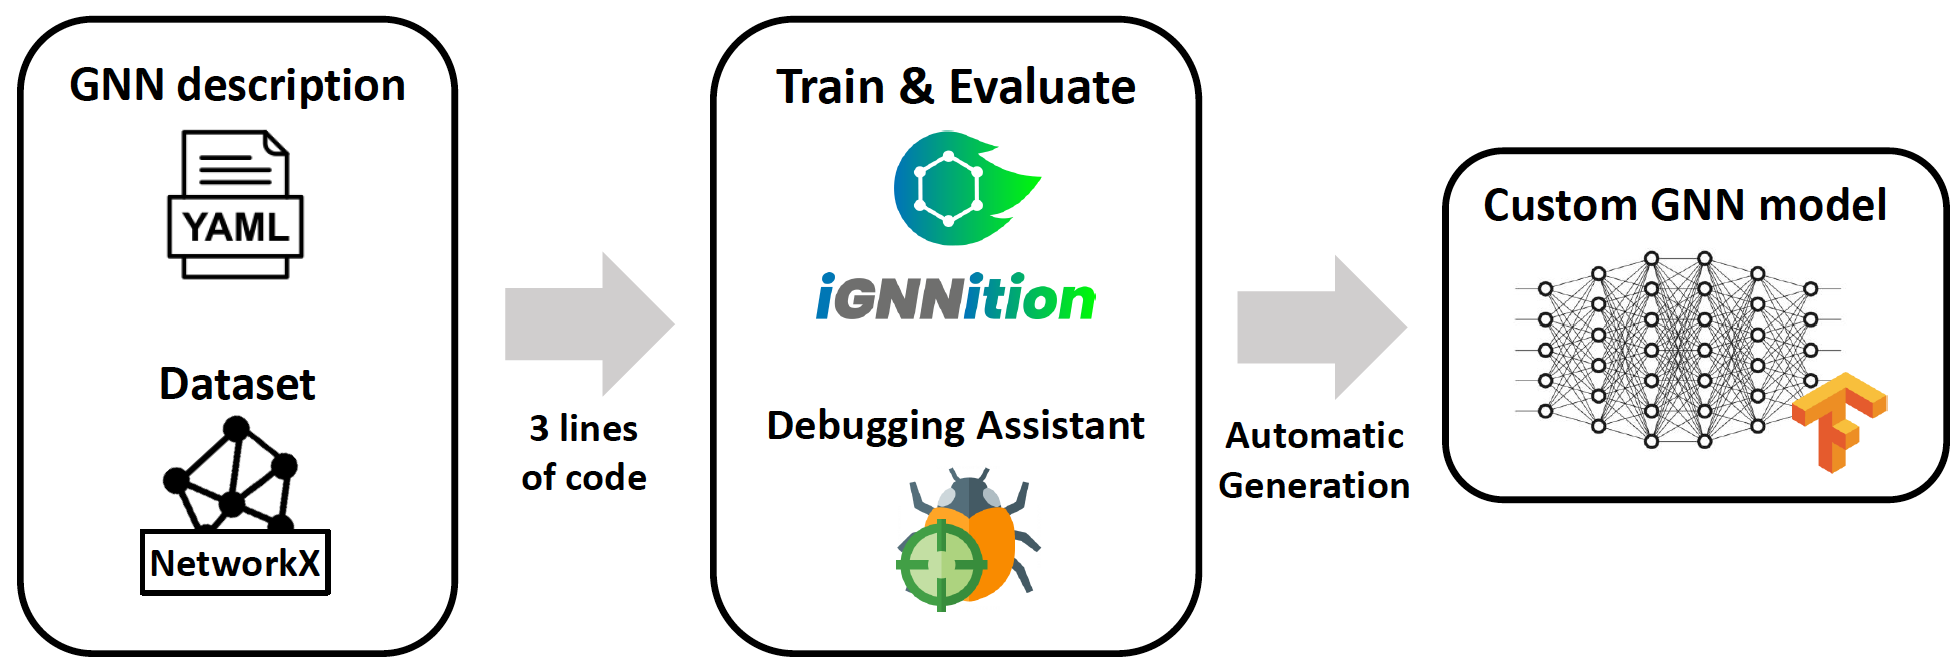 GNN description
YAML
Dataset
NetworkX
3 lines
of code
Train & Evaluate
iGNNition
Debugging Assistant
Automatic
Generation
Custom GNN model